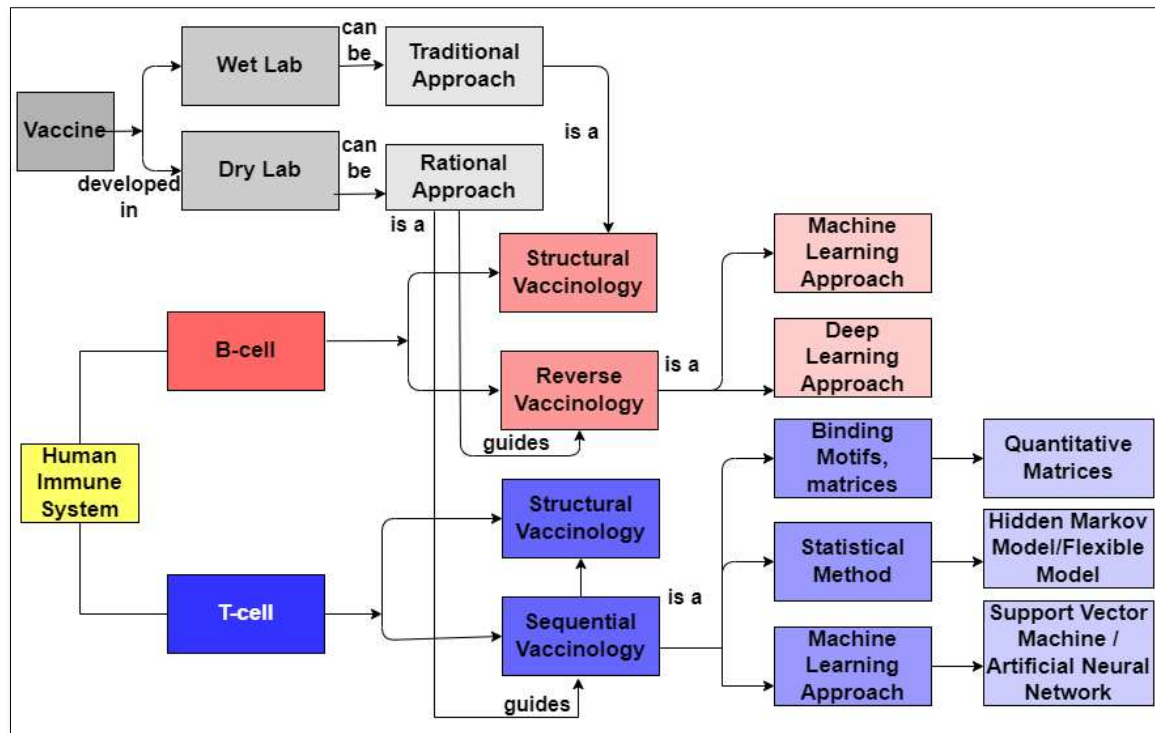 Vaccine
developed
in
Wet Lab
can
be
Traditional
Approach
is a
Dry Lab
can
be
Rational
Approach
is a
Structural
Vaccinology
Machine
Learning
Approach
B-cell
Reverse
Vaccinology
is a
Deep
Learning
Approach
guides
Human
Immune
System
Structural
Vaccinology
Binding
Motifs,
matrices
Quantitative
Matrices
T-cell
Sequential
Vaccinology
is a
Statistical
Method
Hidden Markov
Model/Flexible
Model
guides
Machine
Learning
Approach
Support Vector
Machine /
Artificial Neural
Network